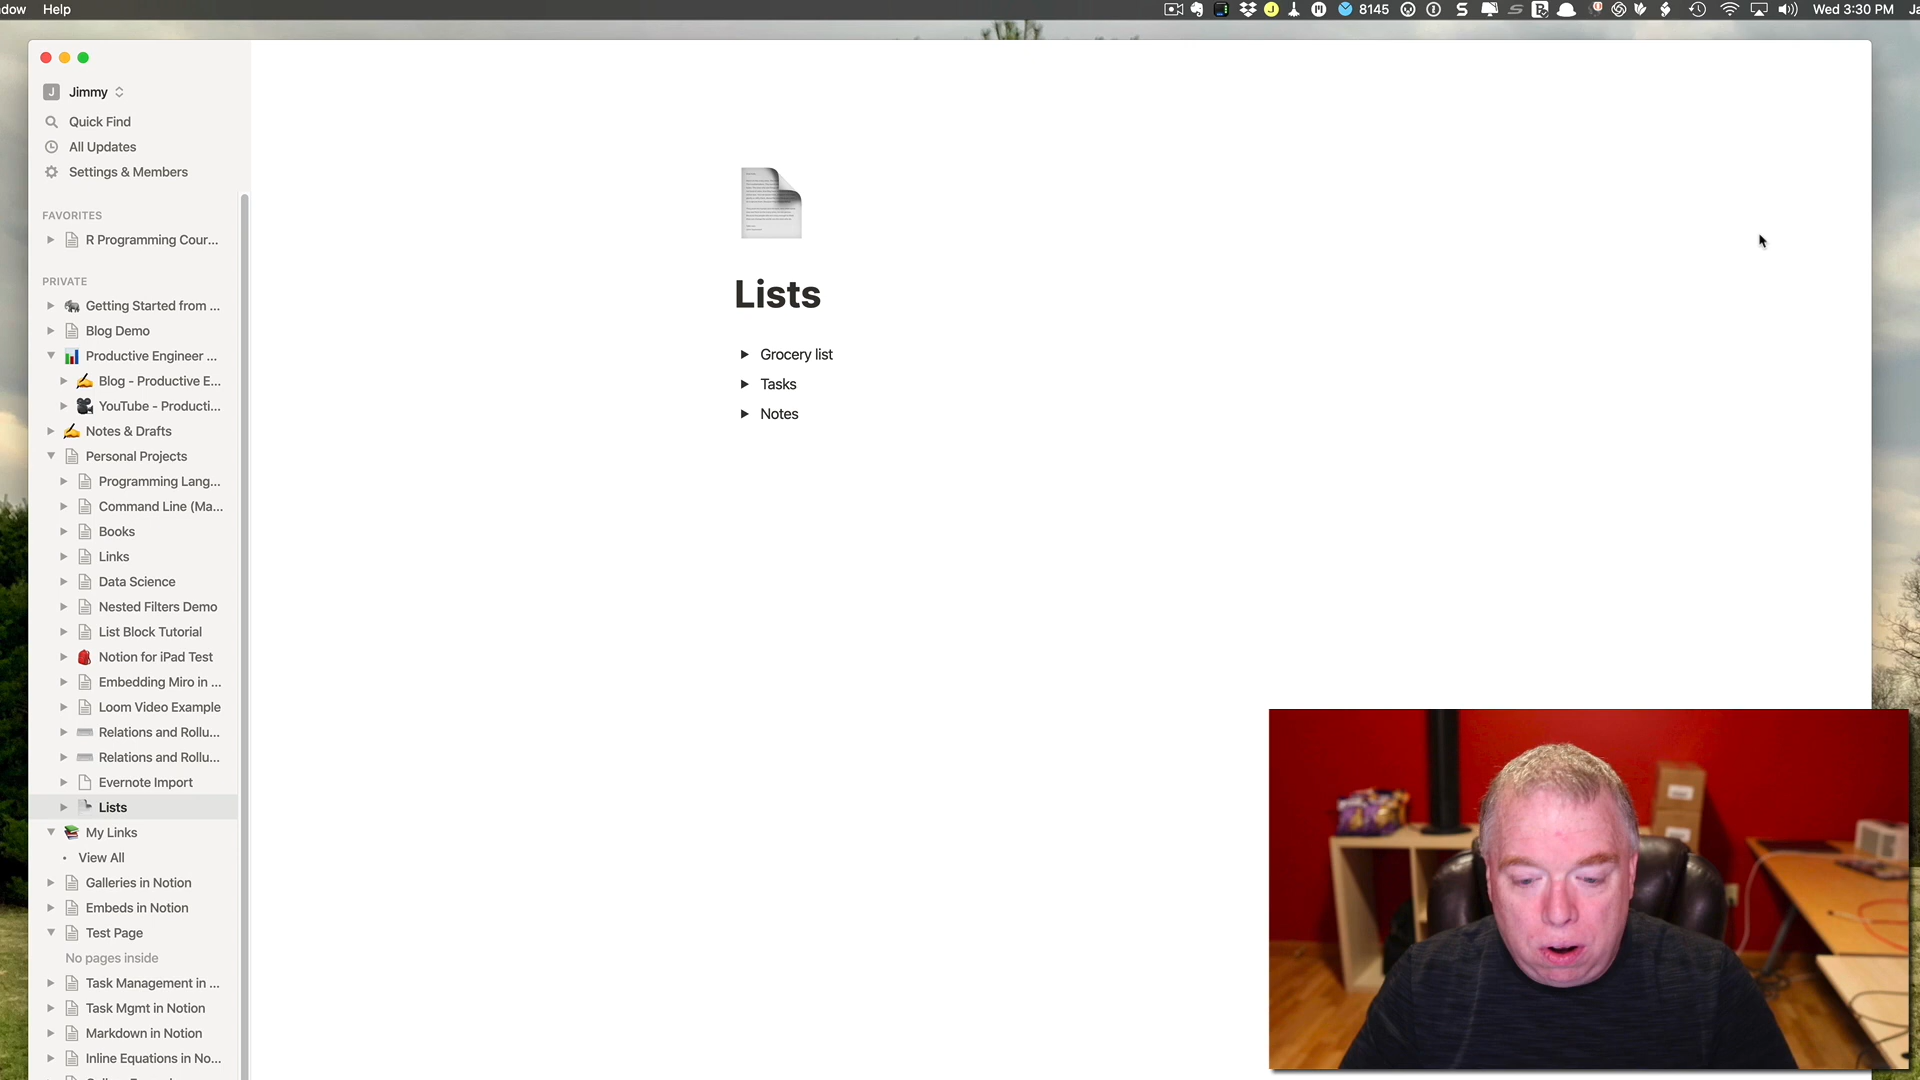 dow Help
8145
Wed 3:30 PM Ja
J Jimmy
Quick Find
All Updates
Settings & Members
FAVORITES
R Programming Cour...
PRIVATE
Getting Started from ...
Blog Demo
Productive Engineer ...
Blog - Productive E...
YouTube - Producti...
Notes & Drafts
Personal Projects
Programming Lang...
Command Line (Ma...
Books
Links
Data Science
Nested Filters Demo
List Block Tutorial
Notion for iPad Test
Embedding Miro in ...
Loom Video Example
Relations and Rollu...
Relations and Rollu...
Evernote Import
Lists
My Links
View All
Galleries in Notion
Embeds in Notion
Test Page
No pages inside
Task Management in ...
Task Mgmt in Notion
Markdown in Notion
Inline Equations in No...
Lists
Grocery list
Tasks
Notes